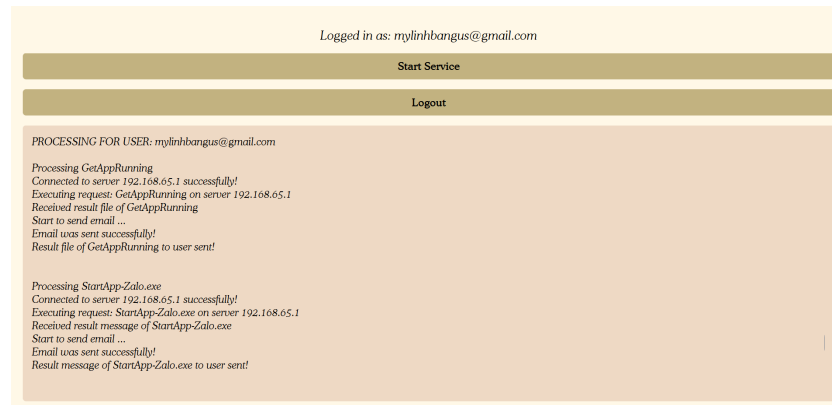 Logged in as: mylinhbangus@gmail.com
Start Service
Logout
PROCESSING FOR USER: mylinhbangus@gmail.com
Processing GetAppRunning
Connected to server 192.168.65.1 successfully!
Executing request: GetAppRunning on server 192.168.65.1
Received result file of GetAppRunning
Start to send email ...
Email was sent successfully!
Result file of GetAppRunning to user sent!
Processing StartApp-Zalo.exe
Connected to server 192.168.65.1 successfully!
Executing request: StartApp-Zalo.exe on server 192.168.65.1
Received result message of StartApp-Zalo.exe
Start to send email ...
Email was sent successfully!
Result message of StartApp-Zalo.exe to user sent!